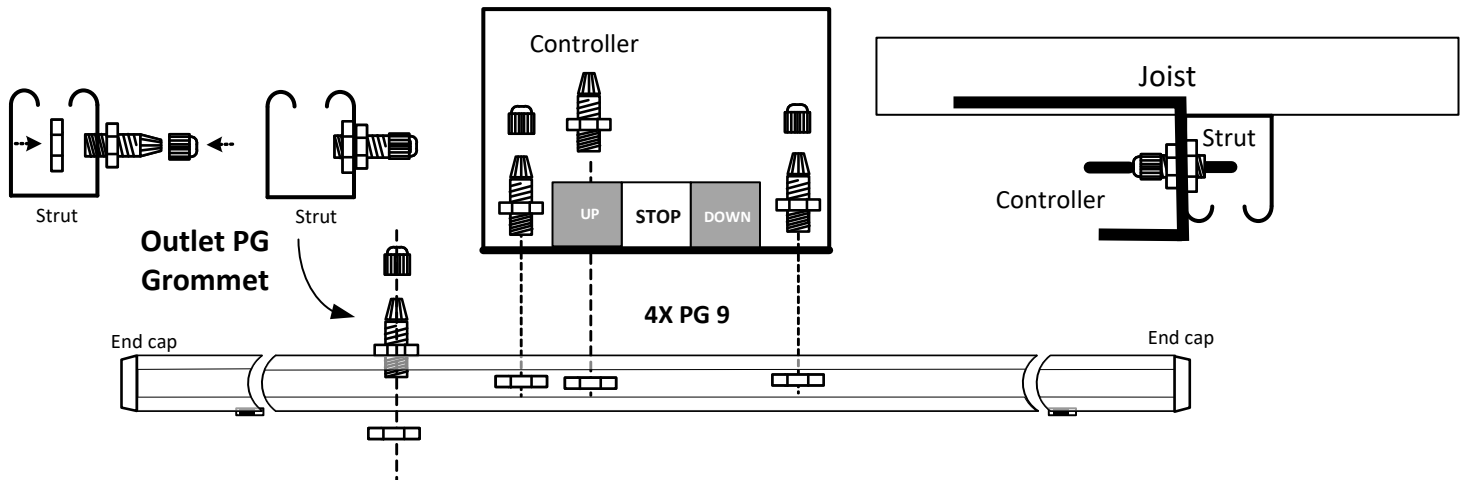 Controller
Joist
Strut
Controller
Strut
Strut
UP
STOP
DOWN
Outlet PG
Grommet
4X PG 9
End cap
End cap